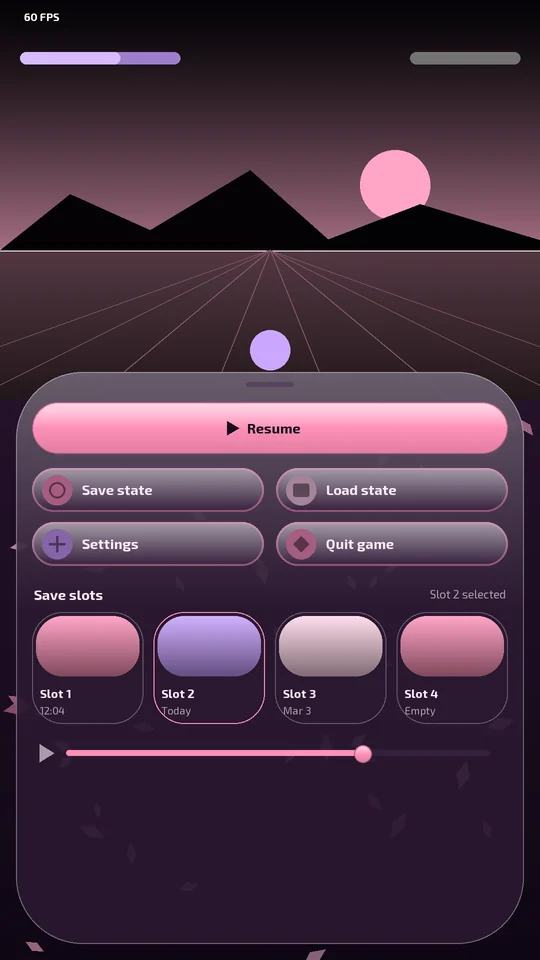 60 FPS
Resume
Save state
Load state
Settings
Quit game
Save slots
Slot 2 selected
Slot 1
12:04
Slot 2
Today
Slot 3
Mar 3
Slot 4
Empty